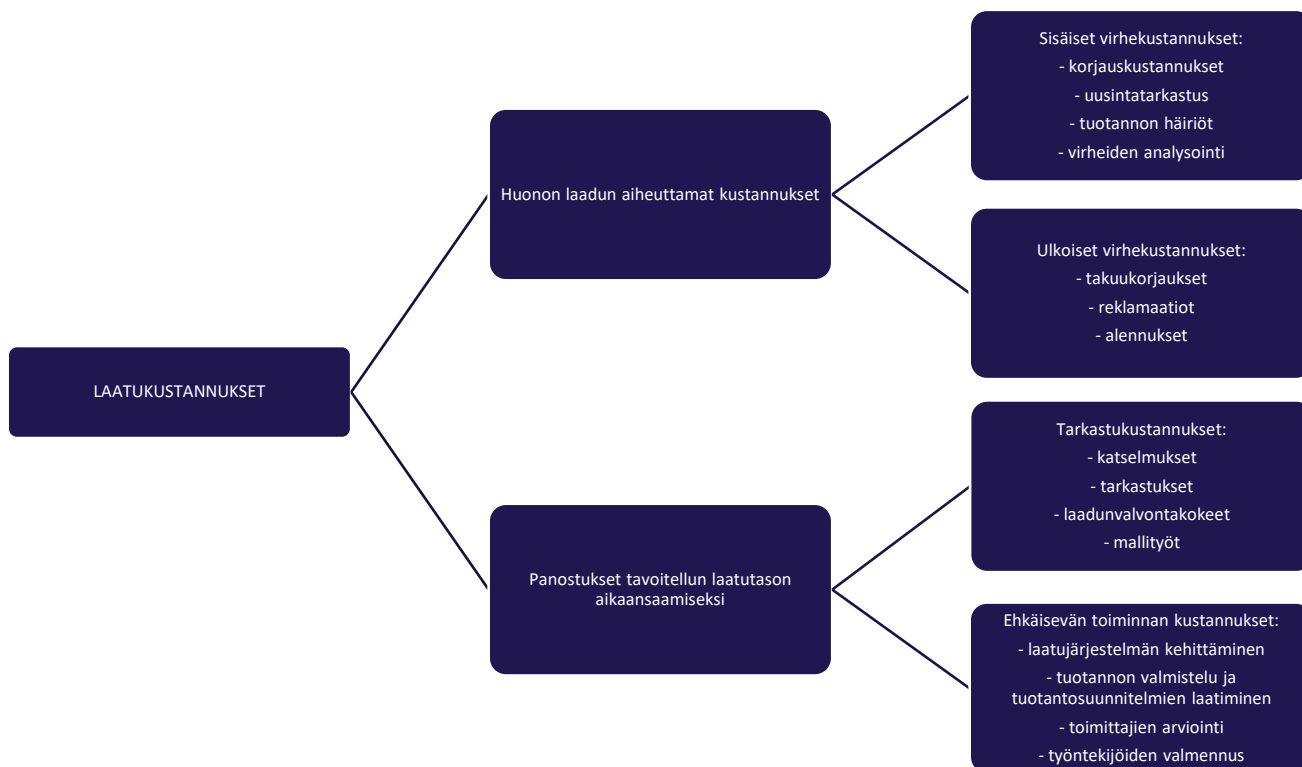 LAATUKUSTANNUKSET
Huonon laadun aiheuttamat kustannukset
Sisäiset virhekustannukset:
- korjauskustannukset
- uusintatarkastus
- tuotannon häiriöt
- virheiden analysointi
Ulkoiset virhekustannukset:
- takuukorjaukset
- reklamaatiot
- alennukset
Panostukset tavoitellun laatutason
aikaansaamiseksi
Tarkastukustannukset:
- katselmukset
- tarkastukset
- laadunvalvontakokeet
- mallityöt
Ehkäisevän toiminnan kustannukset:
- laatujärjestelmän kehittäminen
- tuotannon valmistelu ja
tuotantosuunnitelmien laatiminen
- toimittajien arviointi
- työntekijöiden valmennus